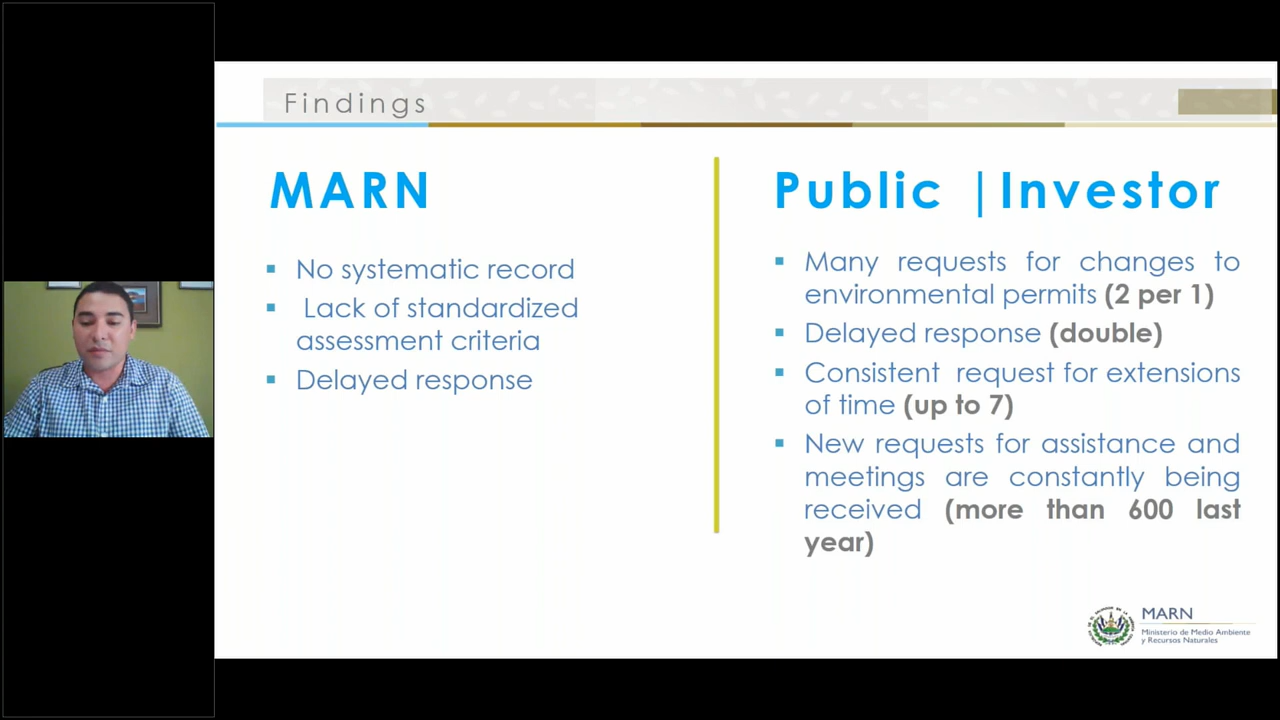 Findings
MARN
No systematic record
Lack of standardized
assessment criteria
Delayed response
Public |Investor
Many requests for changes to
environmental permits (2 per 1)
Delayed response (double)
Consistent request for extensions
of time (up to 7)
New requests for assistance and
meetings are constantly being
received (more than 600 last
year)
MARN
Ministerio de Medio Ambiente
y Recursos Naturales